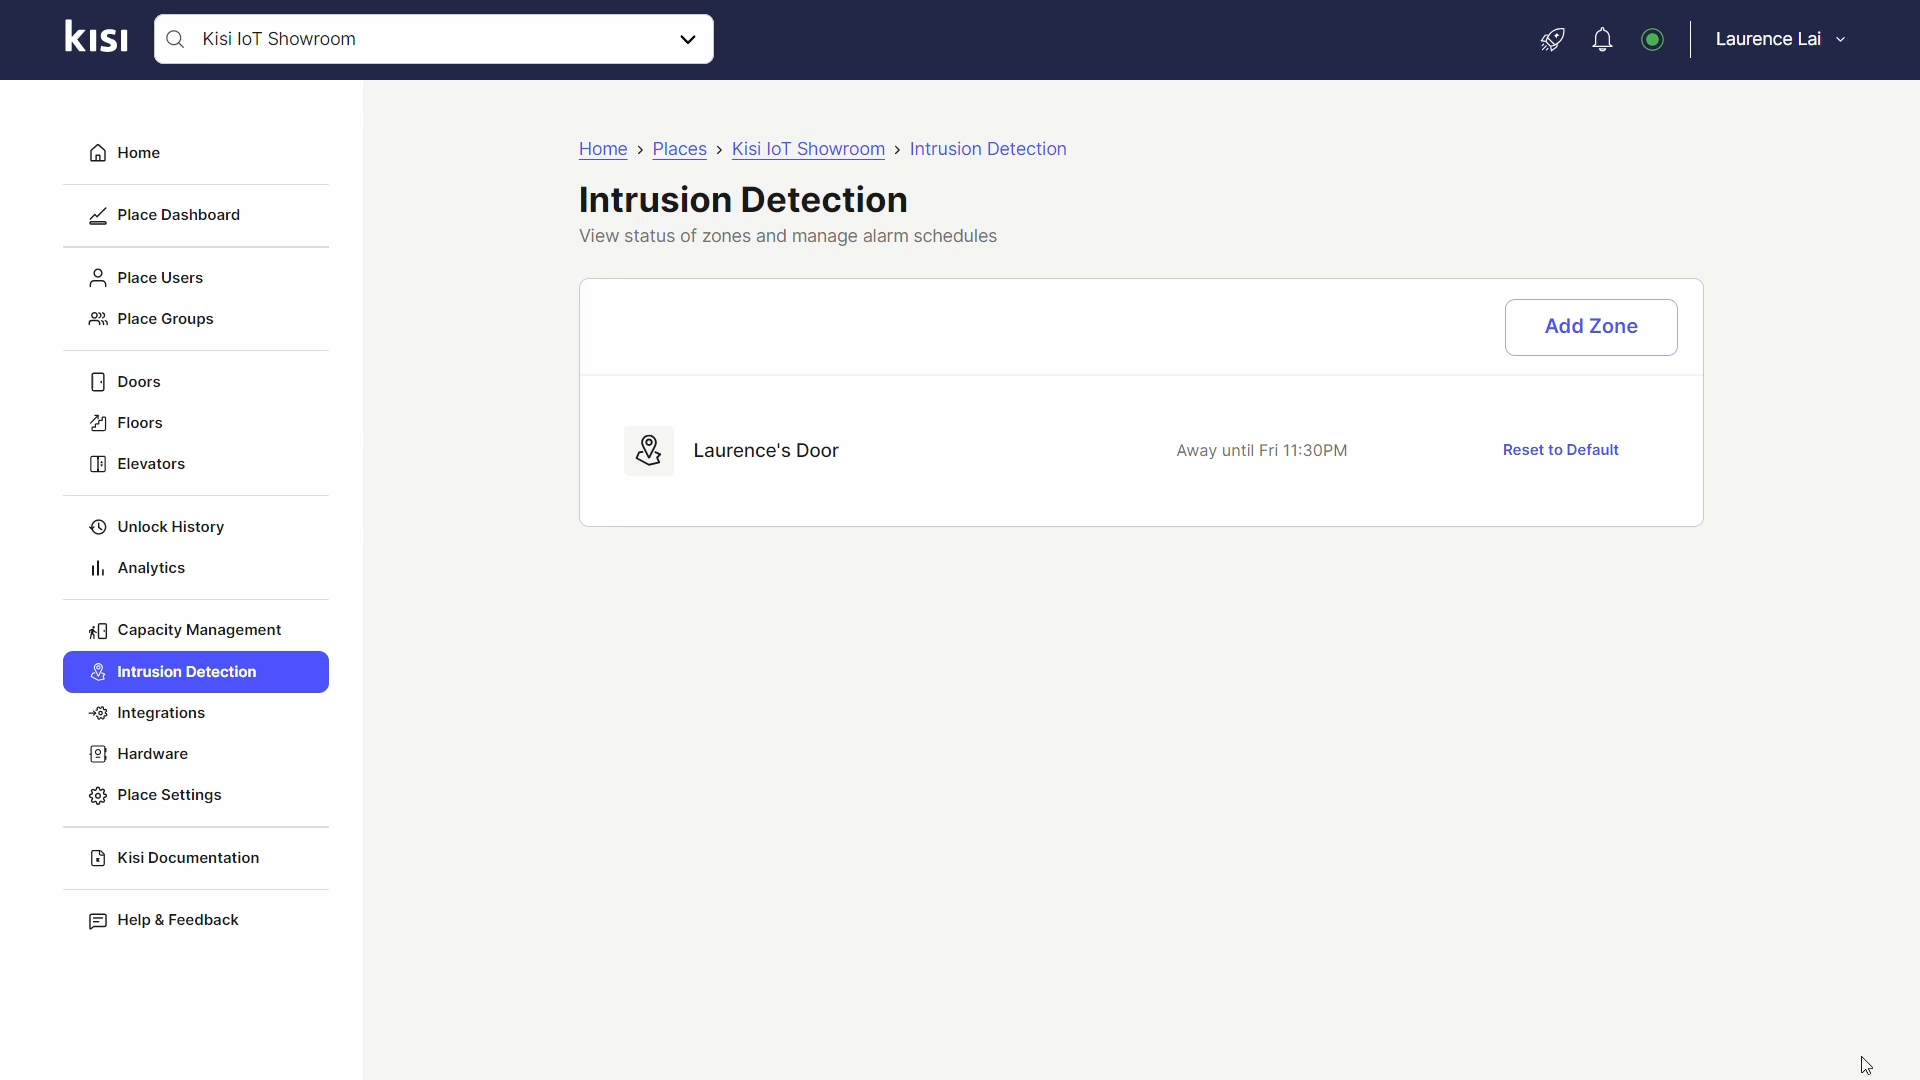 kisi
Kisi IoT Showroom
Laurence Lai
Home
Place Dashboard
Place Users
Place Groups
Doors
Floors
Elevators
Unlock History
Analytics
Capacity Management
Intrusion Detection
Integrations
Hardware
Place Settings
Kisi Documentation
Help & Feedback
Home › Places › Kisi IoT Showroom › Intrusion Detection
Intrusion Detection
View status of zones and manage alarm schedules
Add Zone
Laurence's Door Away until Fri 11:30PM Reset to Default